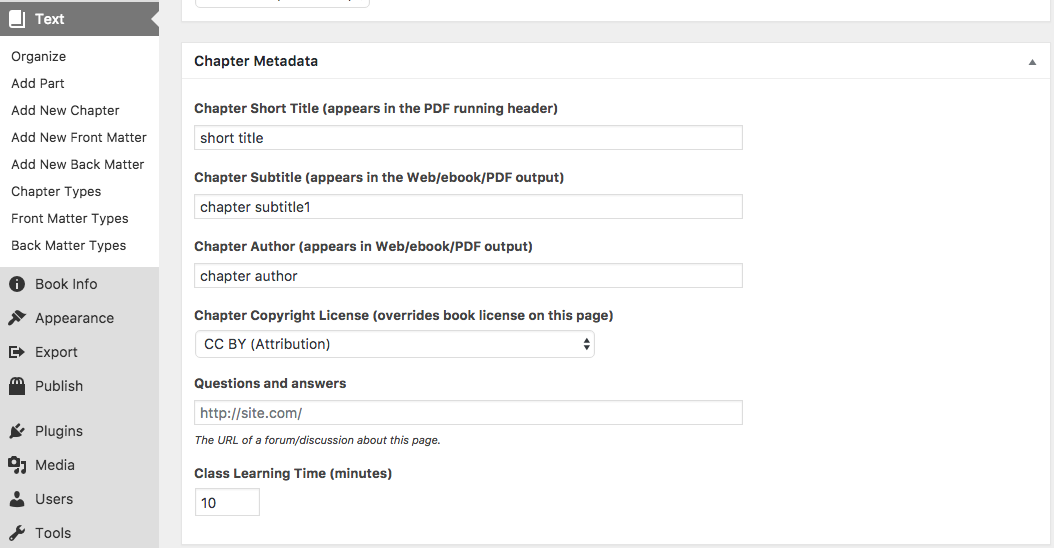 Text
Organize
Add Part
Add New Chapter
Add New Front Matter
Add New Back Matter
Chapter Types
Front Matter Types
Back Matter Types
Book Info
Appearance
Export
Publish
Plugins
Media
Users
Tools
Chapter Metadata
Chapter Short Title (appears in the PDF running header)
short title
Chapter Subtitle (appears in the Web/ebook/PDF output)
chapter subtitle1
Chapter Author (appears in Web/ebook/PDF output)
chapter author
Chapter Copyright License (overrides book license on this page)
CC BY (Attribution)
Questions and answers
http://site.com/
The URL of a forum/discussion about this page.
Class Learning Time (minutes)
10